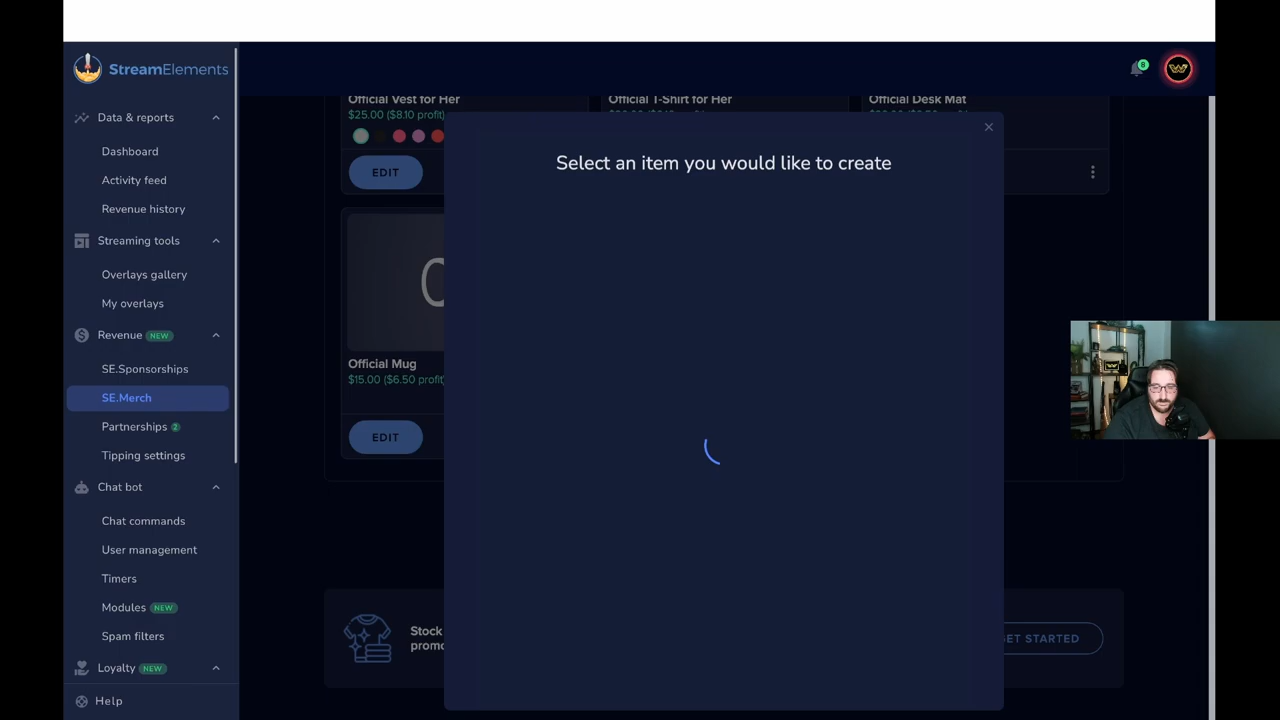 StreamElements
8
Data & reports
Dashboard
Activity feed
Revenue history
Streaming tools
Overlays gallery
My overlays
Revenue NEW
SE.Sponsorships
SE.Merch
Partnerships 2
Tipping settings
Chat bot
Chat commands
User management
Timers
Modules NEW
Spam filters
Loyalty NEW
Help
Official Vest for Her
$25.00 ($8.10 profit)
EDIT
Official T-Shirt for Her
Official Desk Mat
Select an item you would like to create
Official Mug
$15.00 ($6.50 profit)
EDIT
Stock
promo
GET STARTED